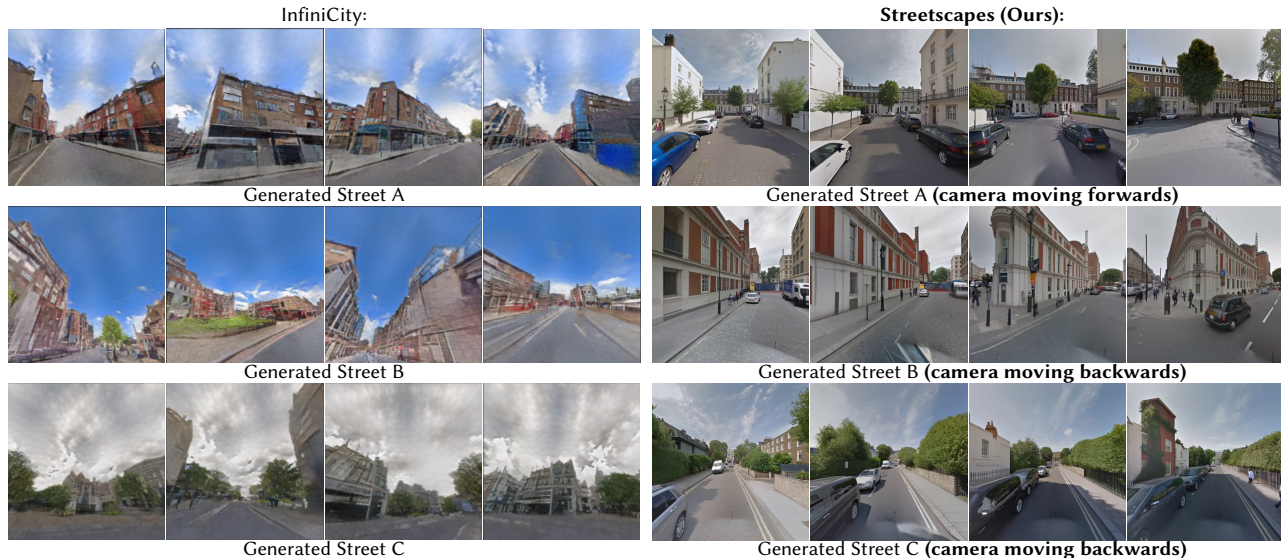 InfiniCity:
Streetscapes (Ours):
Generated Street A
Generated Street A (camera moving forwards)
Generated Street B
Generated Street B (camera moving backwards)
Generated Street C
Generated Street C (camera moving backwards)